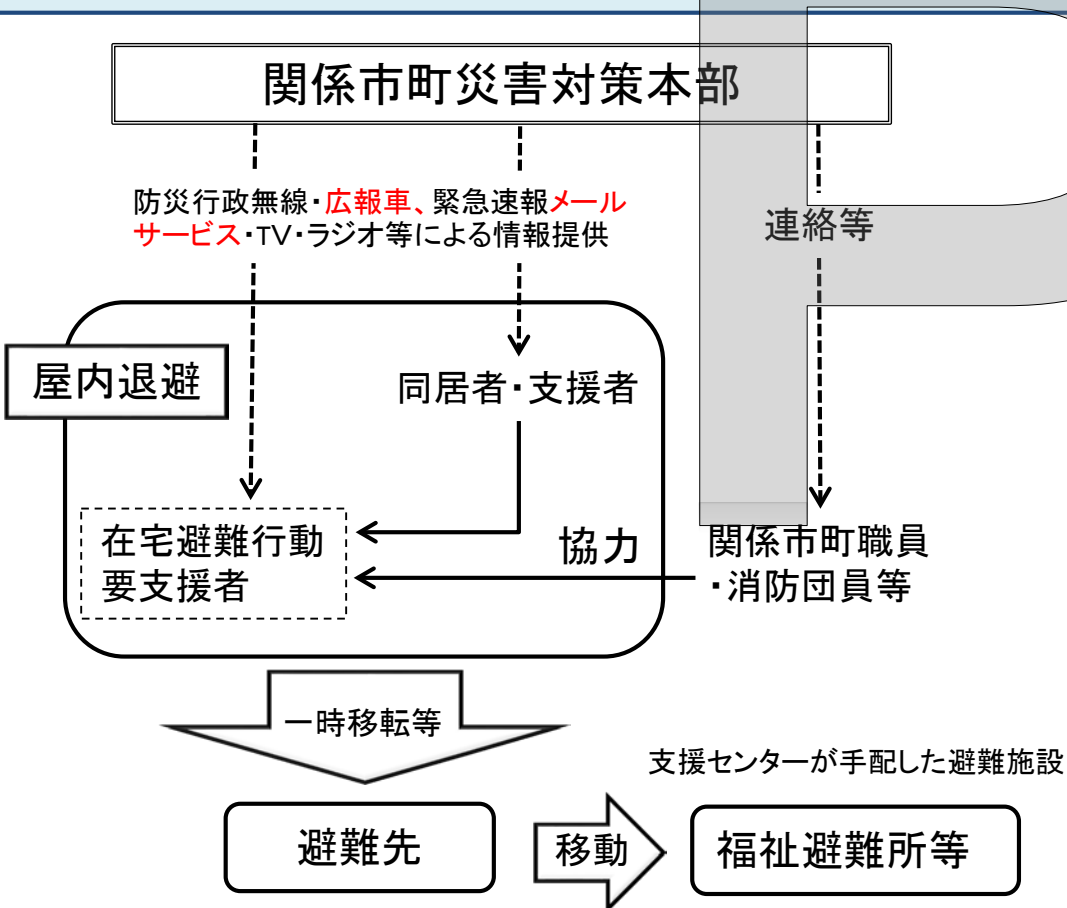 関係市町災害対策本部
防災行政無線・広報車、緊急速報メール
サービス・TV・ラジオ等による情報提供
連絡等
屋内退避
同居者・支援者
在宅避難行動
要支援者
協力
関係市町職員
・消防団員等
一時移転等
支援センターが手配した避難施設
避難先
移動
福祉避難所等